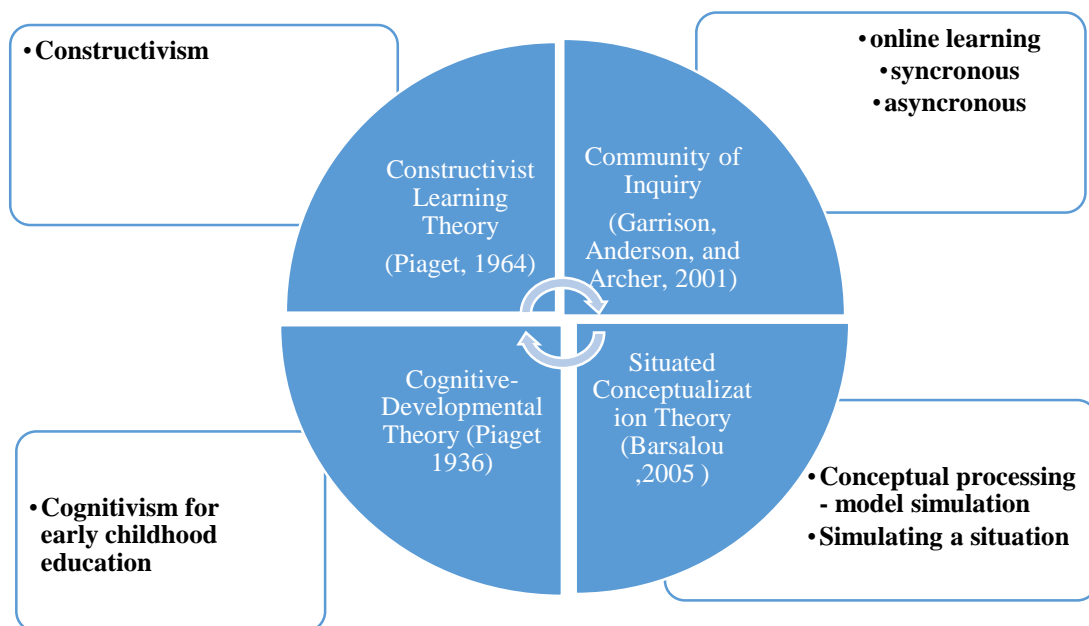 •Constructivism
•online learning
•syncronous
•asyncronous
Constructivist
Learning
Theory
(Piaget, 1964)
Community of
Inquiry
(Garrison,
Anderson, and
Archer, 2001)
Cognitive-
Developmental
Theory (Piaget
1936)
Situated
Conceptualizat
ion Theory
(Barsalou
,2005 )
•Cognitivism for
early childhood
education
•Conceptual processing
- model simulation
•Simulating a situation